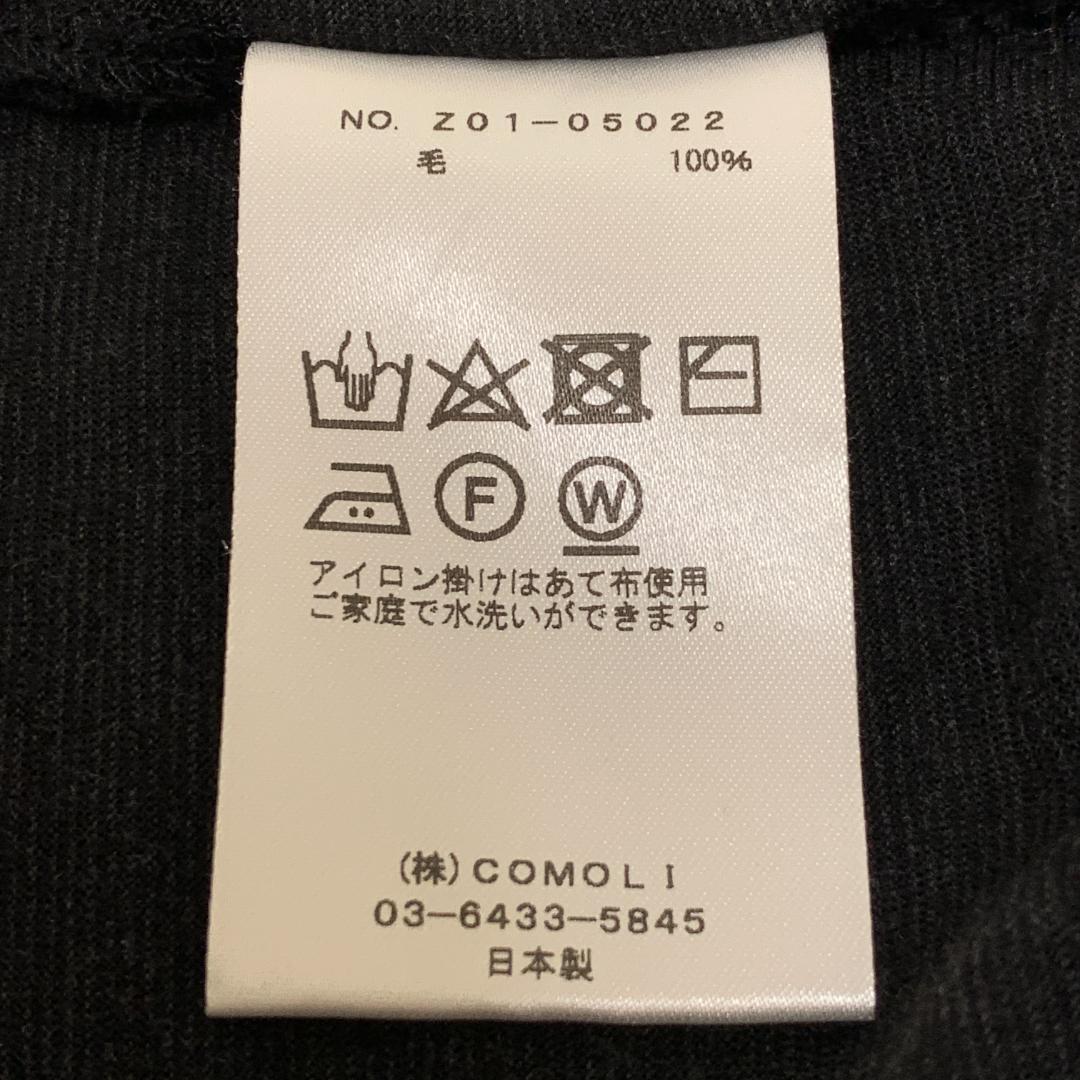 NO. Z01-05022
毛 100%
F W
アイロン掛けはあて布使用
ご家庭で水洗いができます。
(株)COMOLI
03-6433-5845
日本製